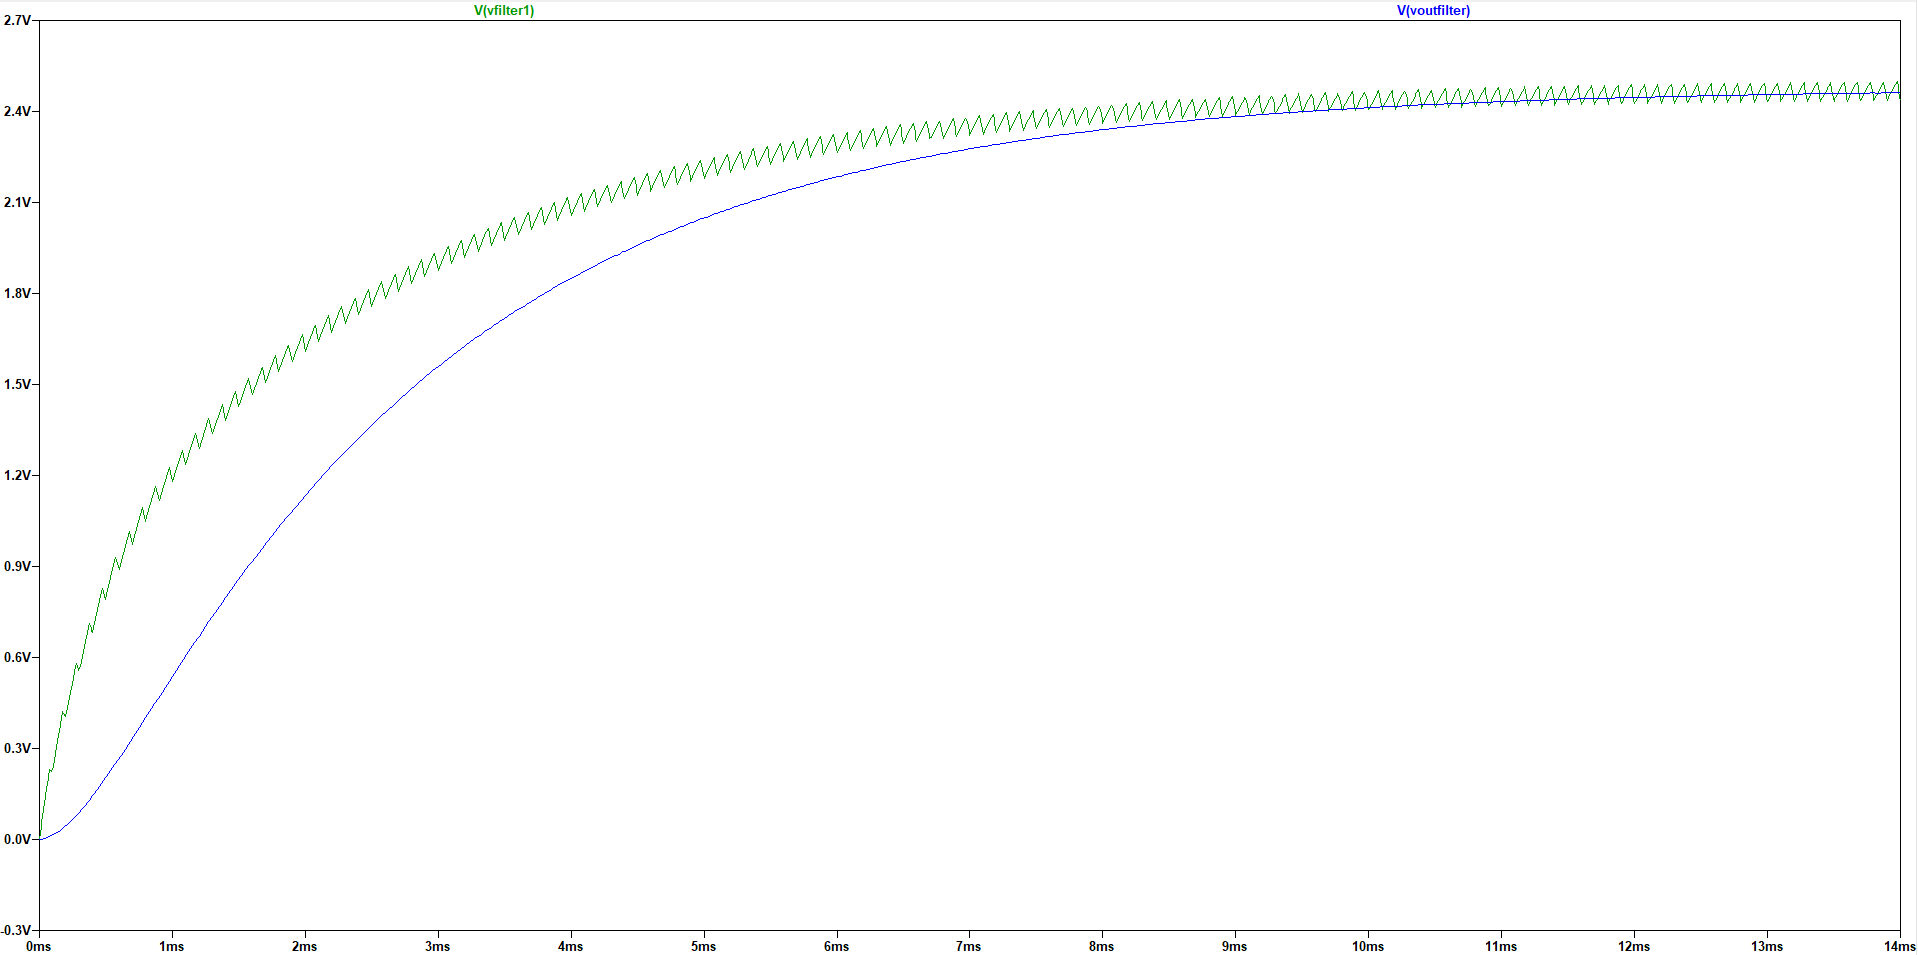 V(vfilter1) V(voutfilter)
2.7V
2.4V
2.1V
1.8V
1.5V
1.2V
0.9V
0.6V
0.3V
0.0V
-0.3V
0ms 1ms 2ms 3ms 4ms 5ms 6ms 7ms 8ms 9ms 10ms 11ms 12ms 13ms 14ms